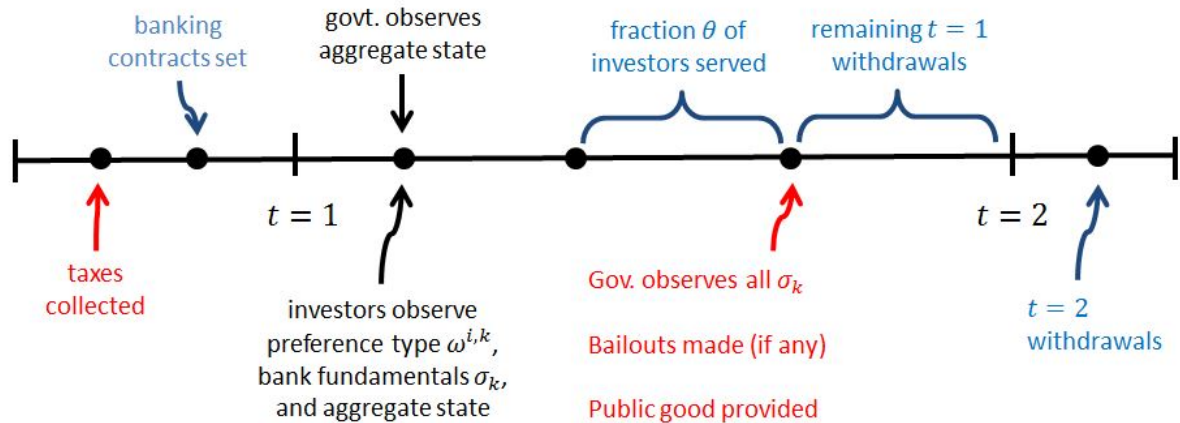 banking
contracts set
govt. observes
aggregate state
fraction θ of
investors served
remaining t = 1
withdrawals
t = 1
t = 2
taxes
collected
investors observe
preference type ω^{i,k},
bank fundamentals σ_k,
and aggregate state
Gov. observes all σ_k
Bailouts made (if any)
Public good provided
t = 2
withdrawals